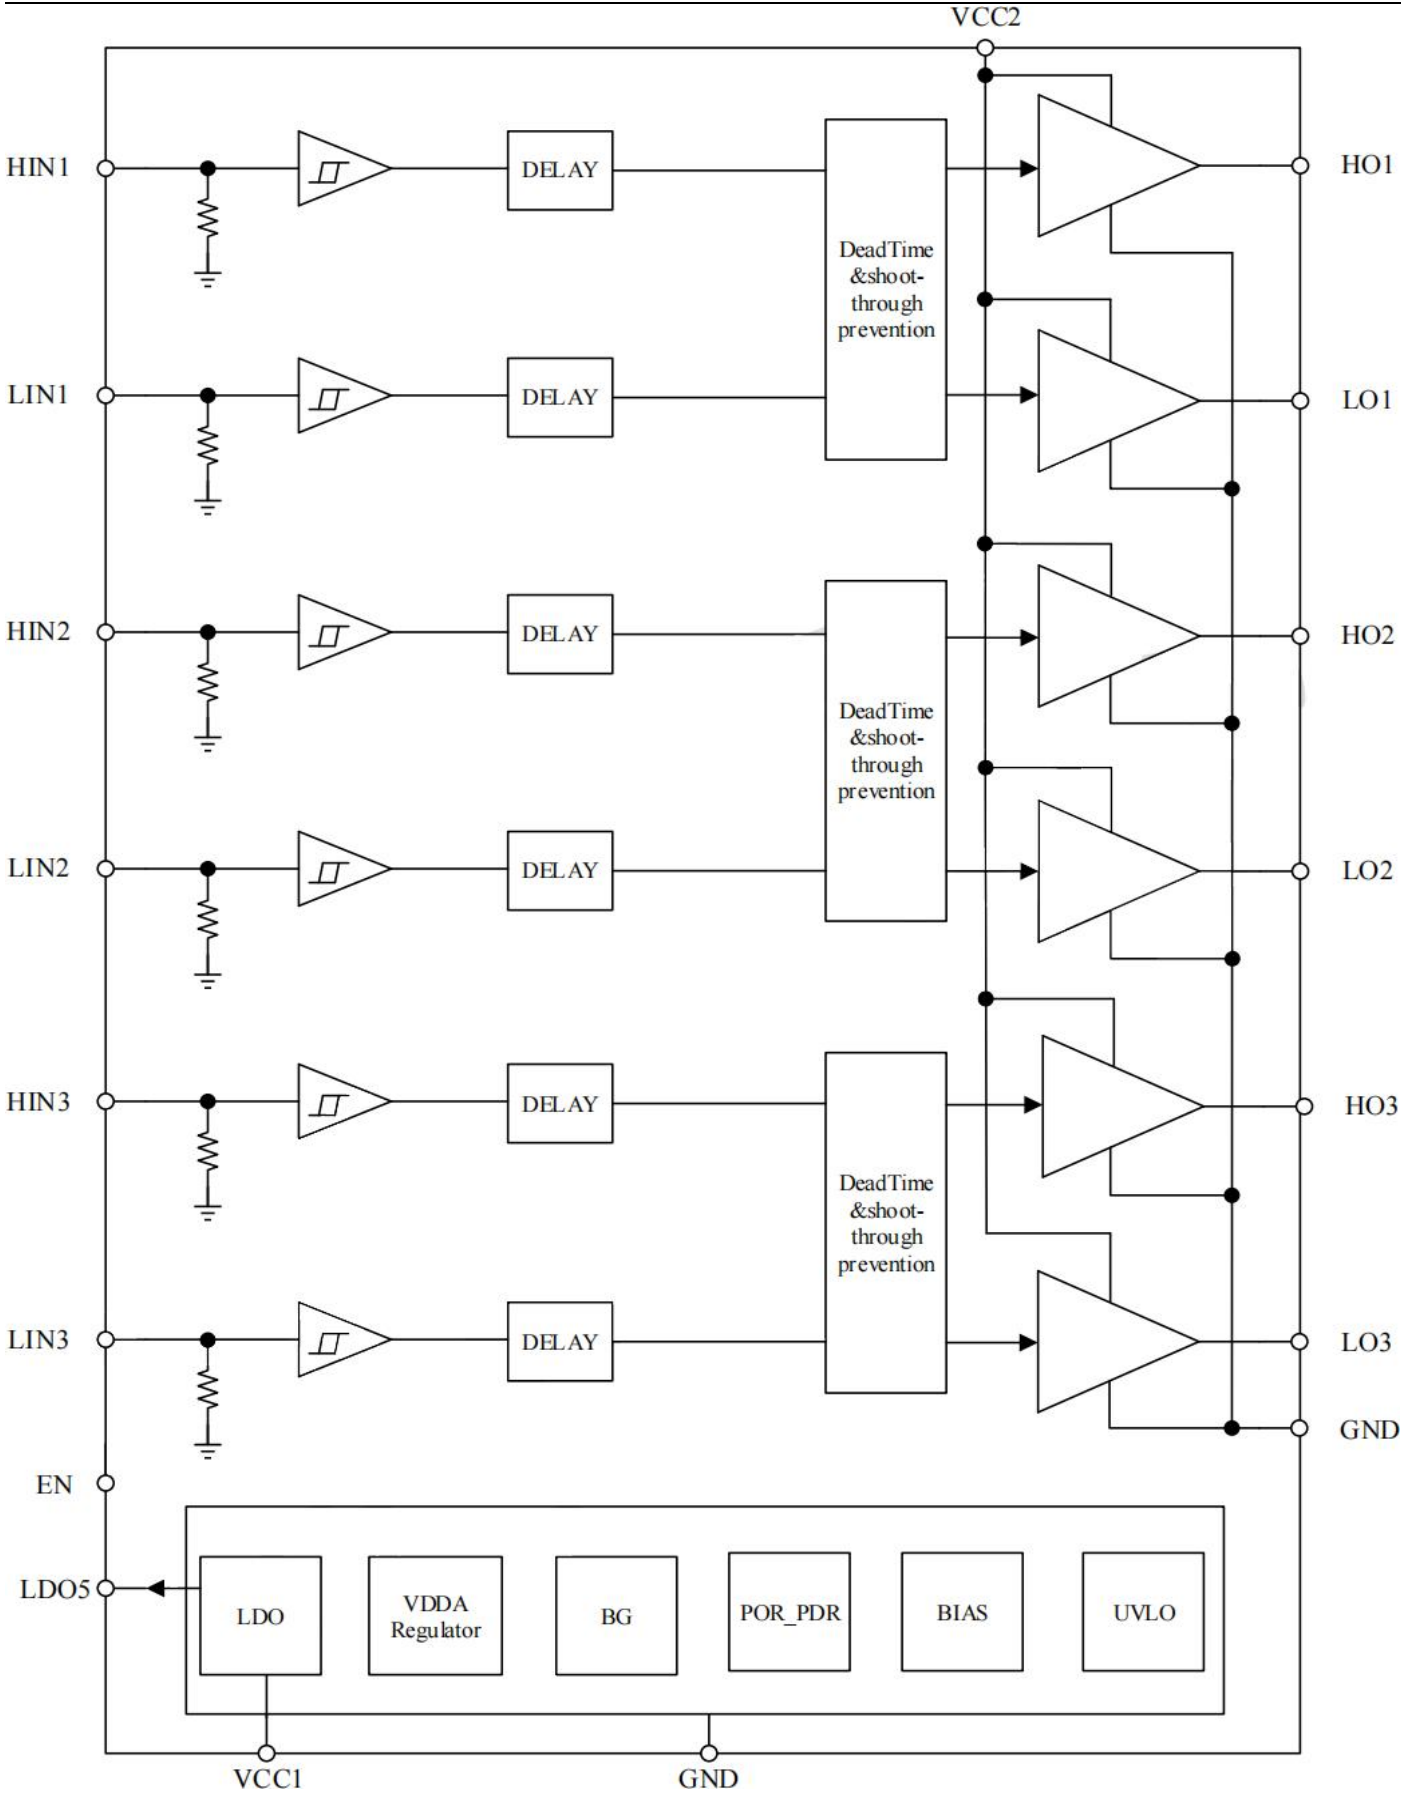 VCC2
HIN1
DELAY
HO1
DeadTime
&shoot-
through
prevention
LIN1
DELAY
LO1
HIN2
DELAY
HO2
DeadTime
&shoot-
through
prevention
LIN2
DELAY
LO2
HIN3
DELAY
HO3
DeadTime
&shoot-
through
prevention
LIN3
DELAY
LO3
GND
EN
LDO5
LDO
VDDA
Regulator
BG
POR_PDR
BIAS
UVLO
VCC1
GND